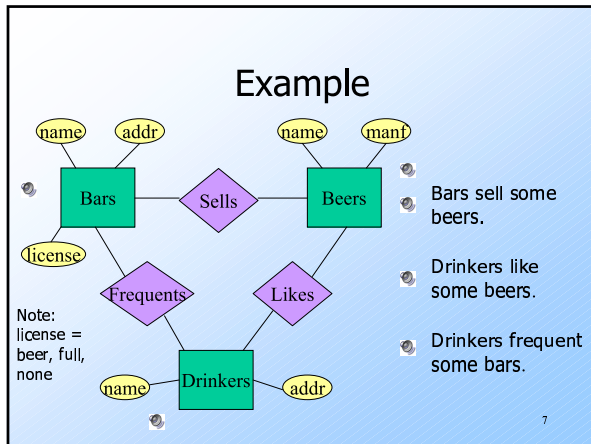 Example
name
addr
name
manf
Bars
Sells
Beers
license
Frequents
Likes
Drinkers
name
addr
Note:
license =
beer, full,
none
Bars sell some
beers.
Drinkers like
some beers.
Drinkers frequent
some bars.
7